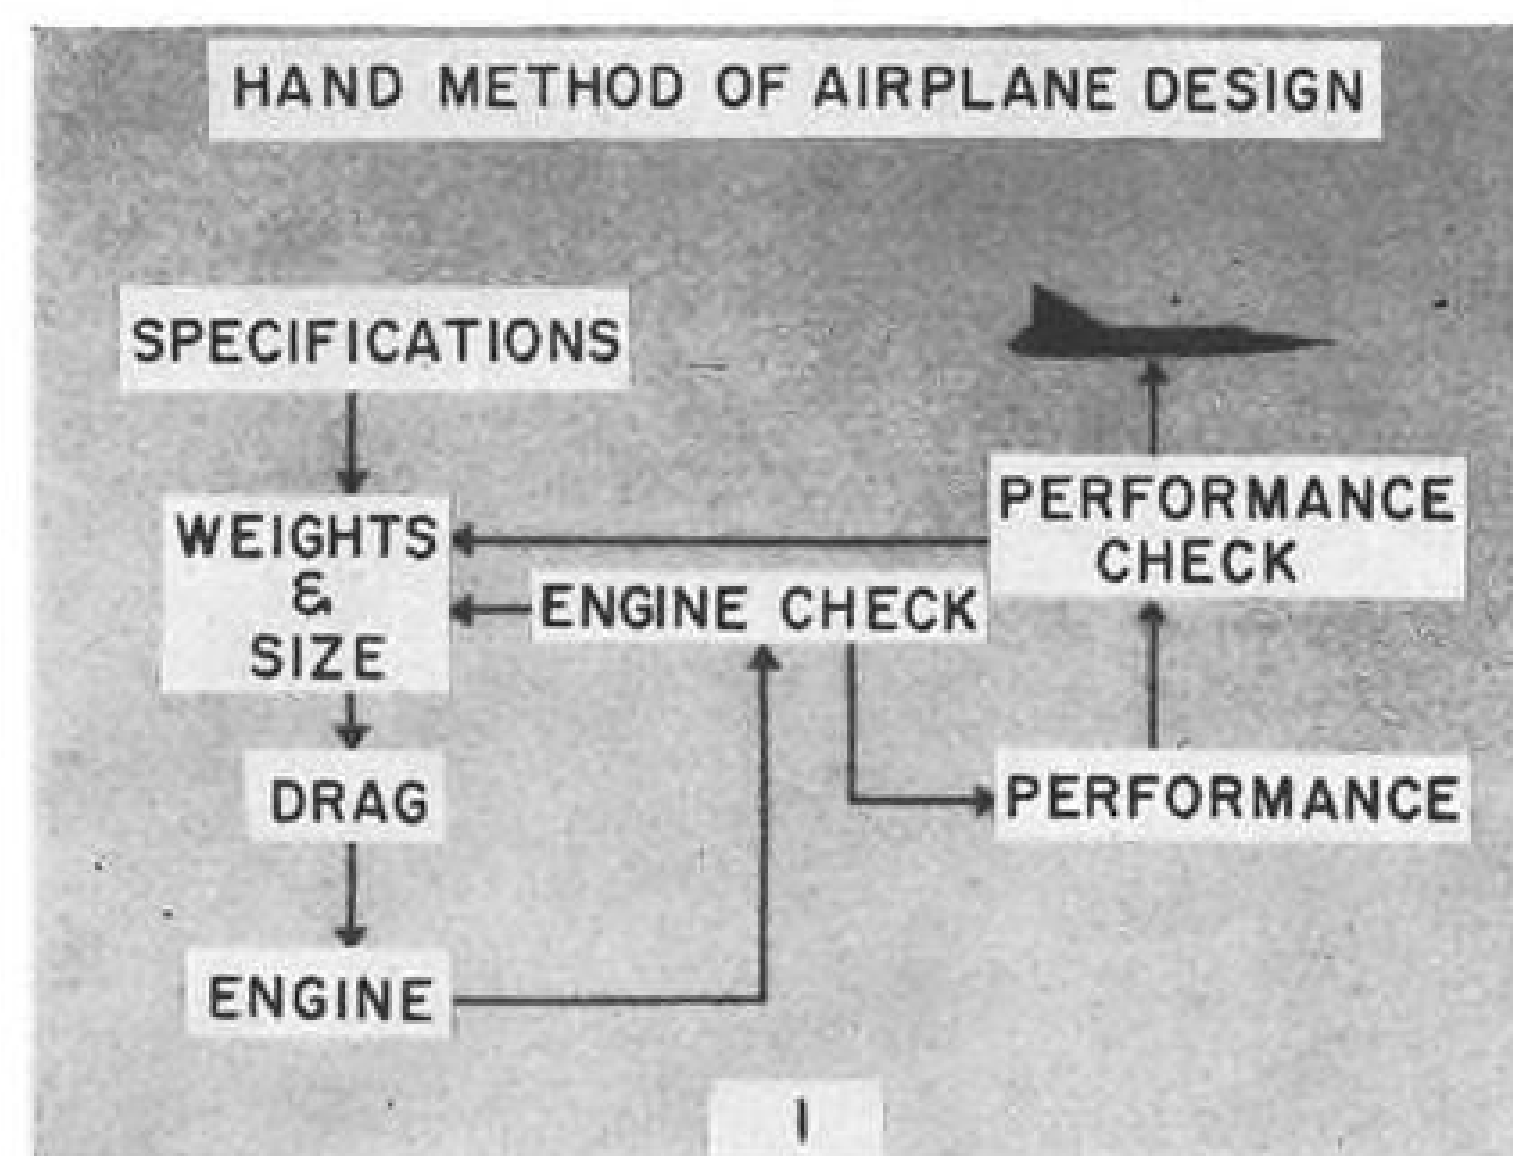 HAND METHOD OF AIRPLANE DESIGN
SPECIFICATIONS
WEIGHTS
&
SIZE
DRAG
ENGINE
ENGINE CHECK
PERFORMANCE
CHECK
PERFORMANCE
1